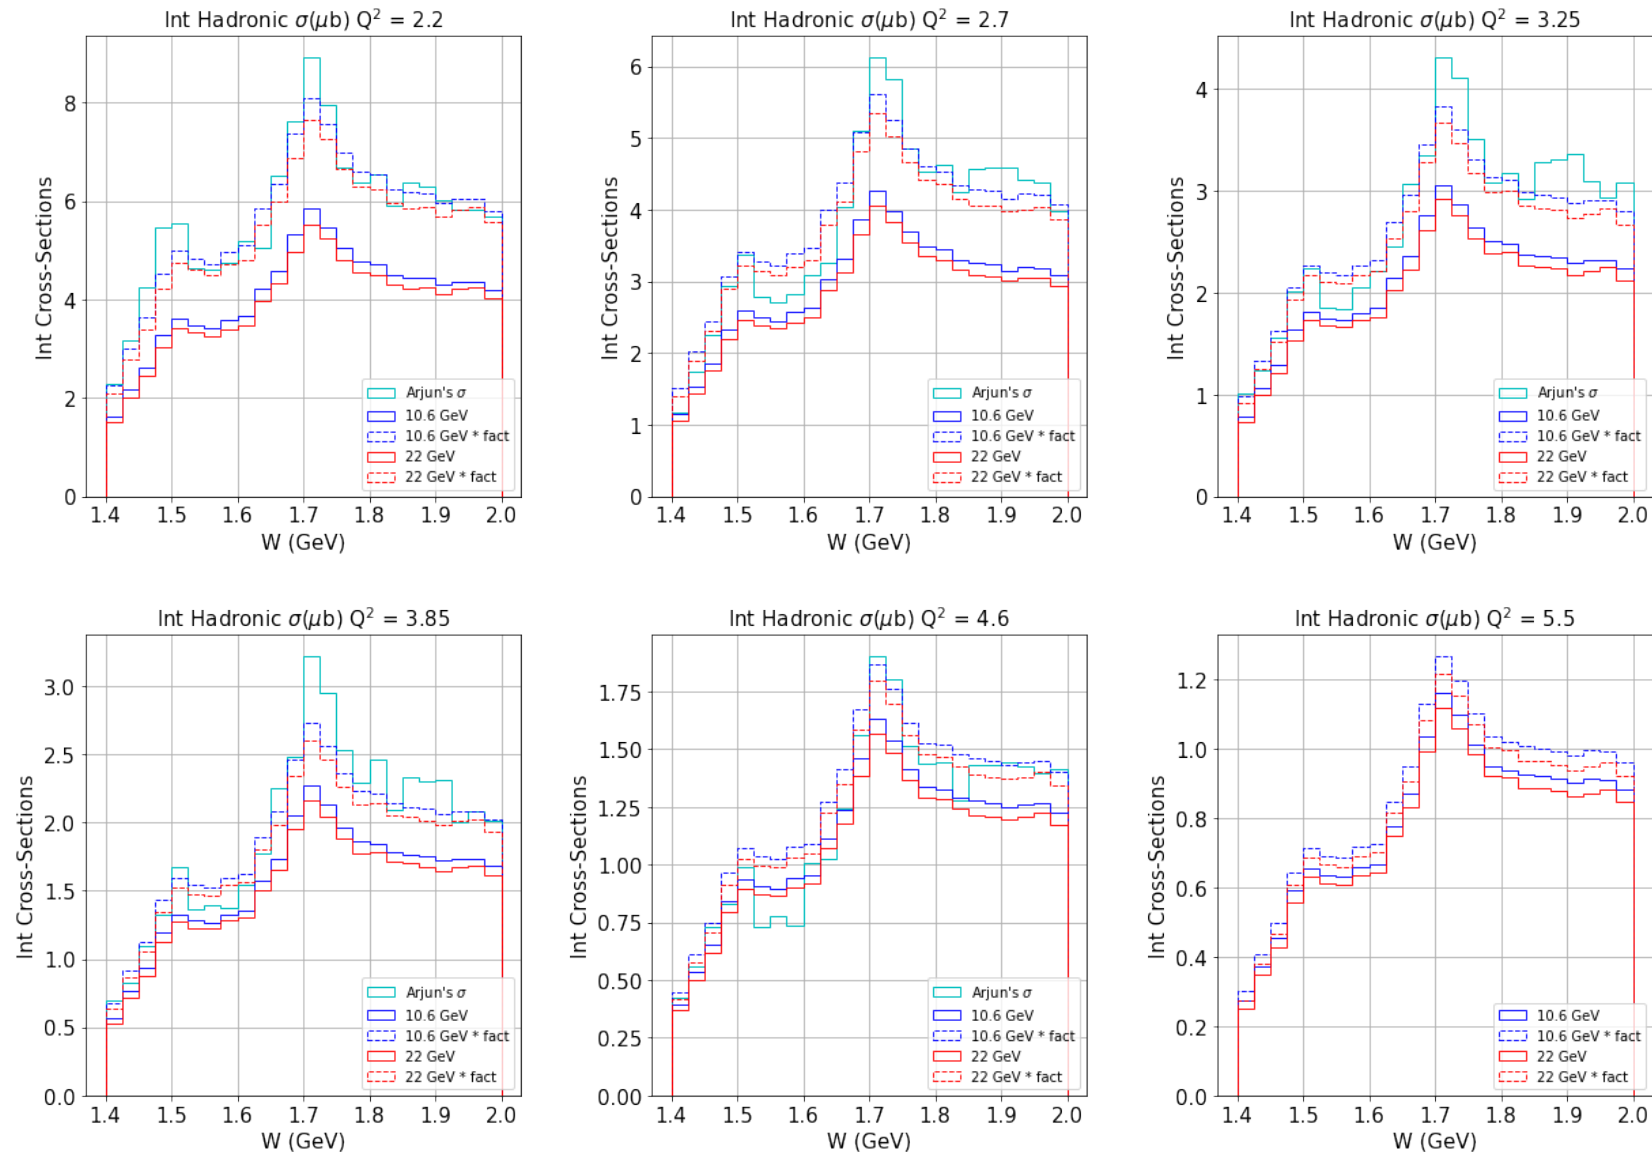 Int Hadronic σ(μb) Q² = 2.2
Int Cross-Sections
8
6
4
2
0
1.4 1.5 1.6 1.7 1.8 1.9 2.0
W (GeV)
Arjun's σ
10.6 GeV
10.6 GeV * fact
22 GeV
22 GeV * fact
Int Hadronic σ(μb) Q² = 2.7
Int Cross-Sections
6
5
4
3
2
1
0
1.4 1.5 1.6 1.7 1.8 1.9 2.0
W (GeV)
Arjun's σ
10.6 GeV
10.6 GeV * fact
22 GeV
22 GeV * fact
Int Hadronic σ(μb) Q² = 3.25
Int Cross-Sections
4
3
2
1
0
1.4 1.5 1.6 1.7 1.8 1.9 2.0
W (GeV)
Arjun's σ
10.6 GeV
10.6 GeV * fact
22 GeV
22 GeV * fact
Int Hadronic σ(μb) Q² = 3.85
Int Cross-Sections
3.0
2.5
2.0
1.5
1.0
0.5
0.0
1.4 1.5 1.6 1.7 1.8 1.9 2.0
W (GeV)
Arjun's σ
10.6 GeV
10.6 GeV * fact
22 GeV
22 GeV * fact
Int Hadronic σ(μb) Q² = 4.6
Int Cross-Sections
1.75
1.50
1.25
1.00
0.75
0.50
0.25
0.00
1.4 1.5 1.6 1.7 1.8 1.9 2.0
W (GeV)
Arjun's σ
10.6 GeV
10.6 GeV * fact
22 GeV
22 GeV * fact
Int Hadronic σ(μb) Q² = 5.5
Int Cross-Sections
1.2
1.0
0.8
0.6
0.4
0.2
0.0
1.4 1.5 1.6 1.7 1.8 1.9 2.0
W (GeV)
10.6 GeV
10.6 GeV * fact
22 GeV
22 GeV * fact